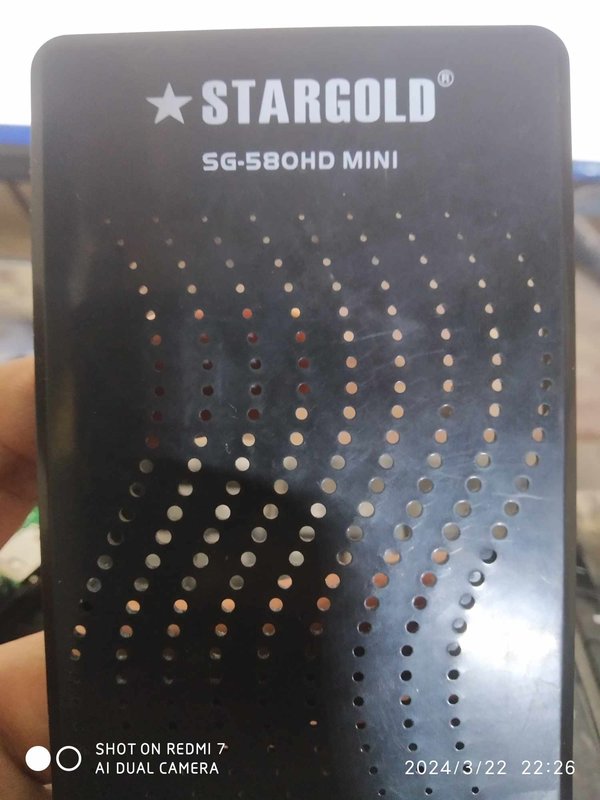 ★STARGOLD®
SG-580HD MINI
SHOT ON REDMI 7
AI DUAL CAMERA
2024/3/22 22:26